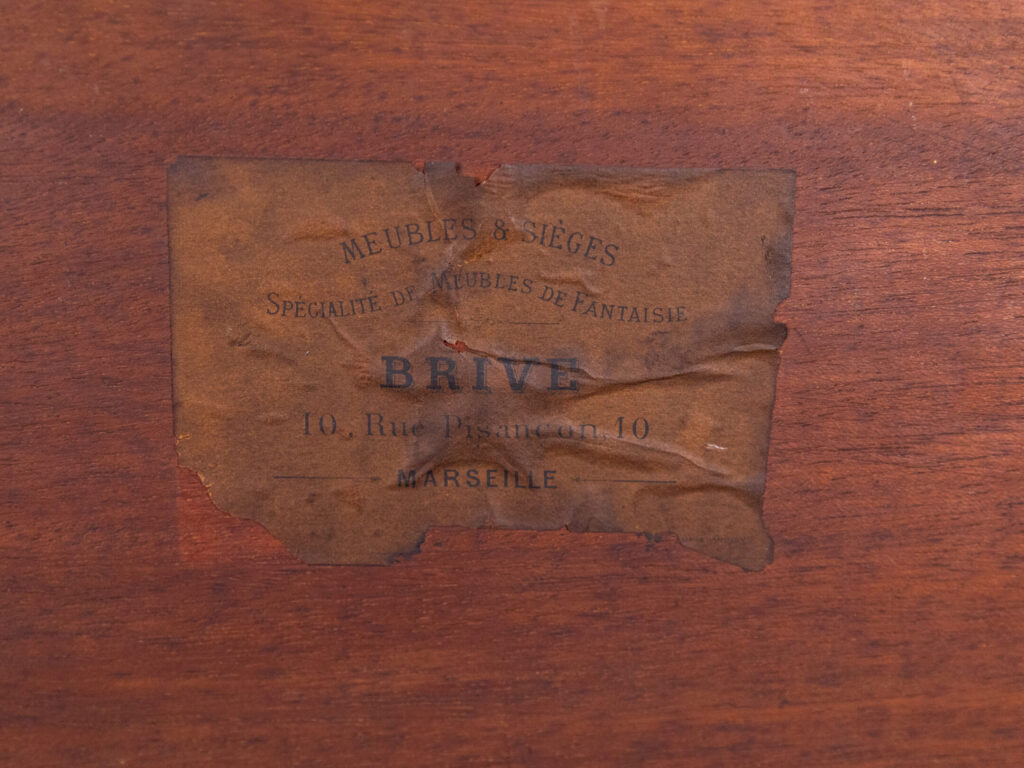 MEUBLES & SIÈGES
SPÉCIALITÉ DE MEUBLES DE FANTAISIE
BRIVE
10, Rue Pisançon, 10
MARSEILLE